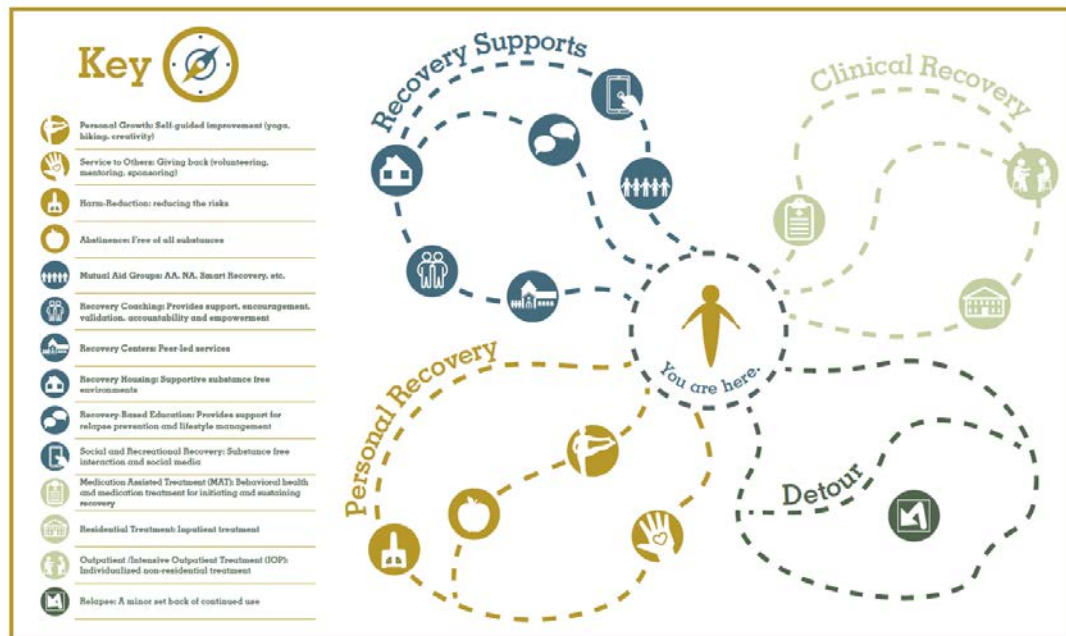 Key
Personal Growth: Self-guided improvement (yoga,
hiking, creativity)
Service to Others: Giving back (volunteering,
mentoring, sponsoring)
Harm-Reduction: reducing the risks
Abstinence: Free of all substances
Mutual Aid Groups: AA, NA, Smart Recovery, etc.
Recovery Coaching: Provides support, encouragement,
validation, accountability and empowerment
Recovery Centers: Peer-led services
Recovery Housing: Supportive substance free
environments
Recovery-Based Education: Provides support for
relapse prevention and lifestyle management
Social and Recreational Recovery: Substance free
interaction and social media
Medication Assisted Treatment (MAT): Behavioral health
and medication treatment for initiating and sustaining
recovery
Residential Treatment: Inpatient treatment
Outpatient /Intensive Outpatient Treatment (IOP):
Individualized non-residential treatment
Relapse: A minor set back of continued use
Recovery Supports
Clinical Recovery
You are here.
Personal Recovery
Detour